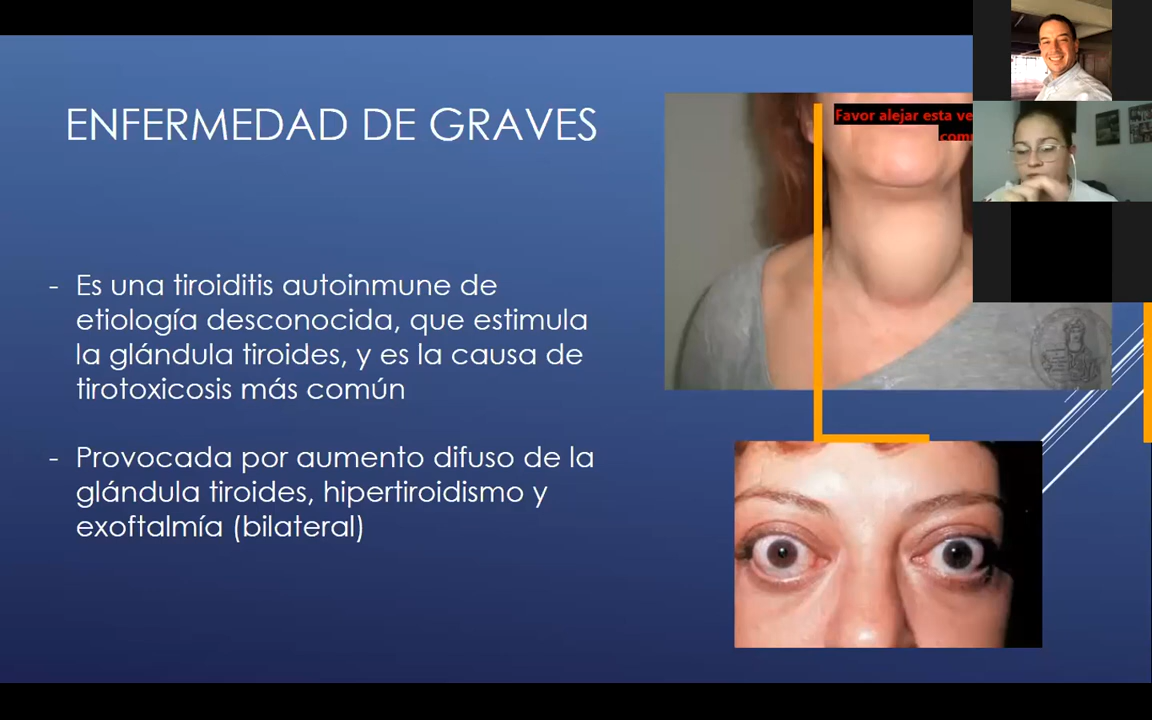 ENFERMEDAD DE GRAVES
Favor alejar esta
- Es una tiroiditis autoinmune de
etiología desconocida, que estimula
la glándula tiroides, y es la causa de
tirotoxicosis más común
- Provocada por aumento difuso de la
glándula tiroides, hipertiroidismo y
exoftalmía (bilateral)